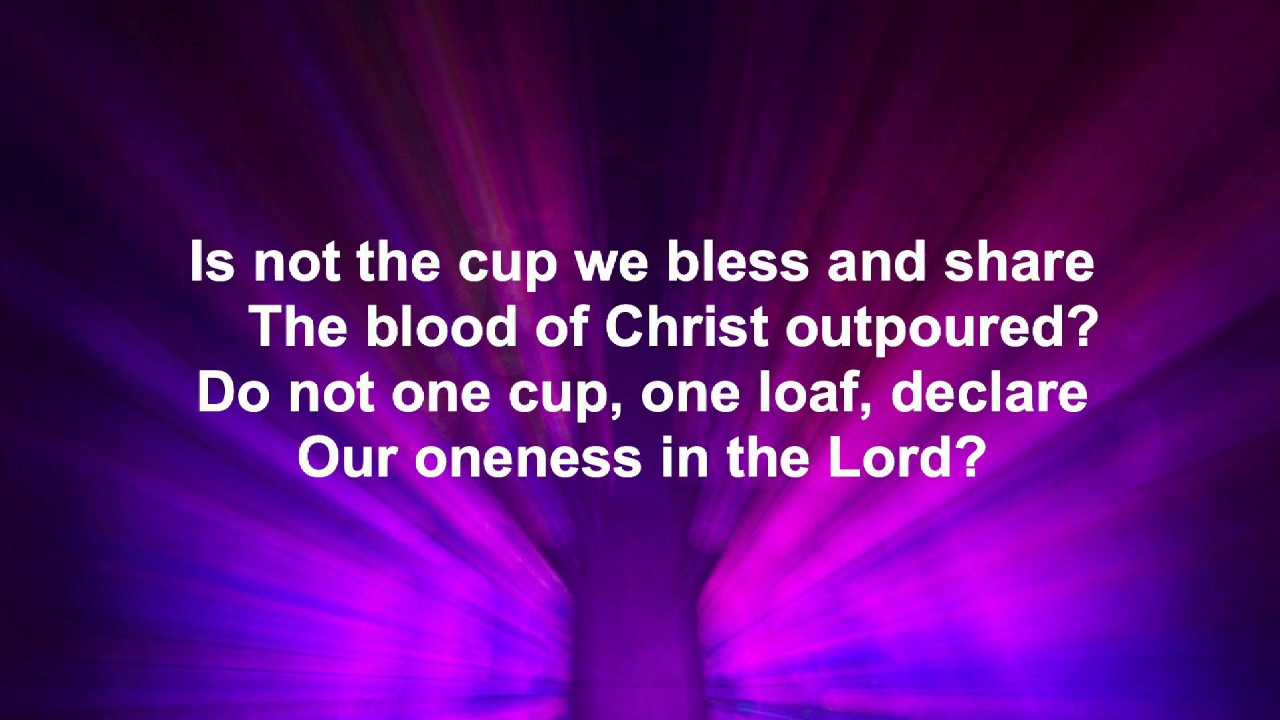 Is not the cup we bless and share
The blood of Christ outpoured?
Do not one cup, one loaf, declare
Our oneness in the Lord?